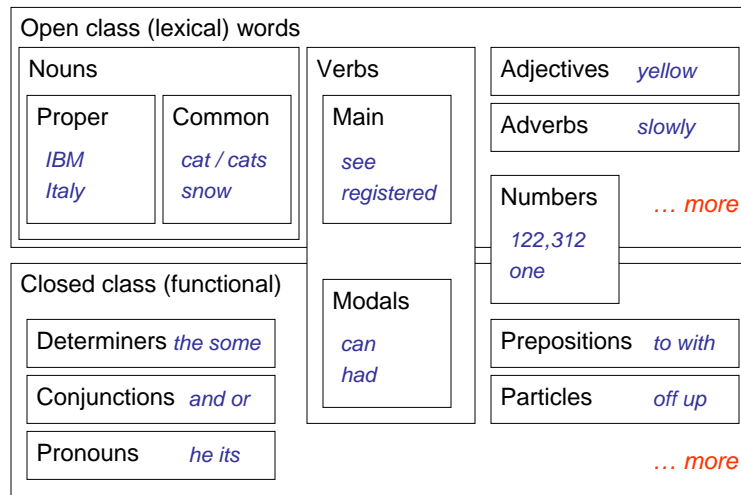 Open class (lexical) words
Nouns
Proper
IBM
Italy
Common
cat / cats
snow
Verbs
Main
see
registered
Adjectives yellow
Adverbs slowly
Numbers
122,312
one
… more
Closed class (functional)
Determiners the some
Conjunctions and or
Pronouns he its
Modals
can
had
Prepositions to with
Particles off up
… more